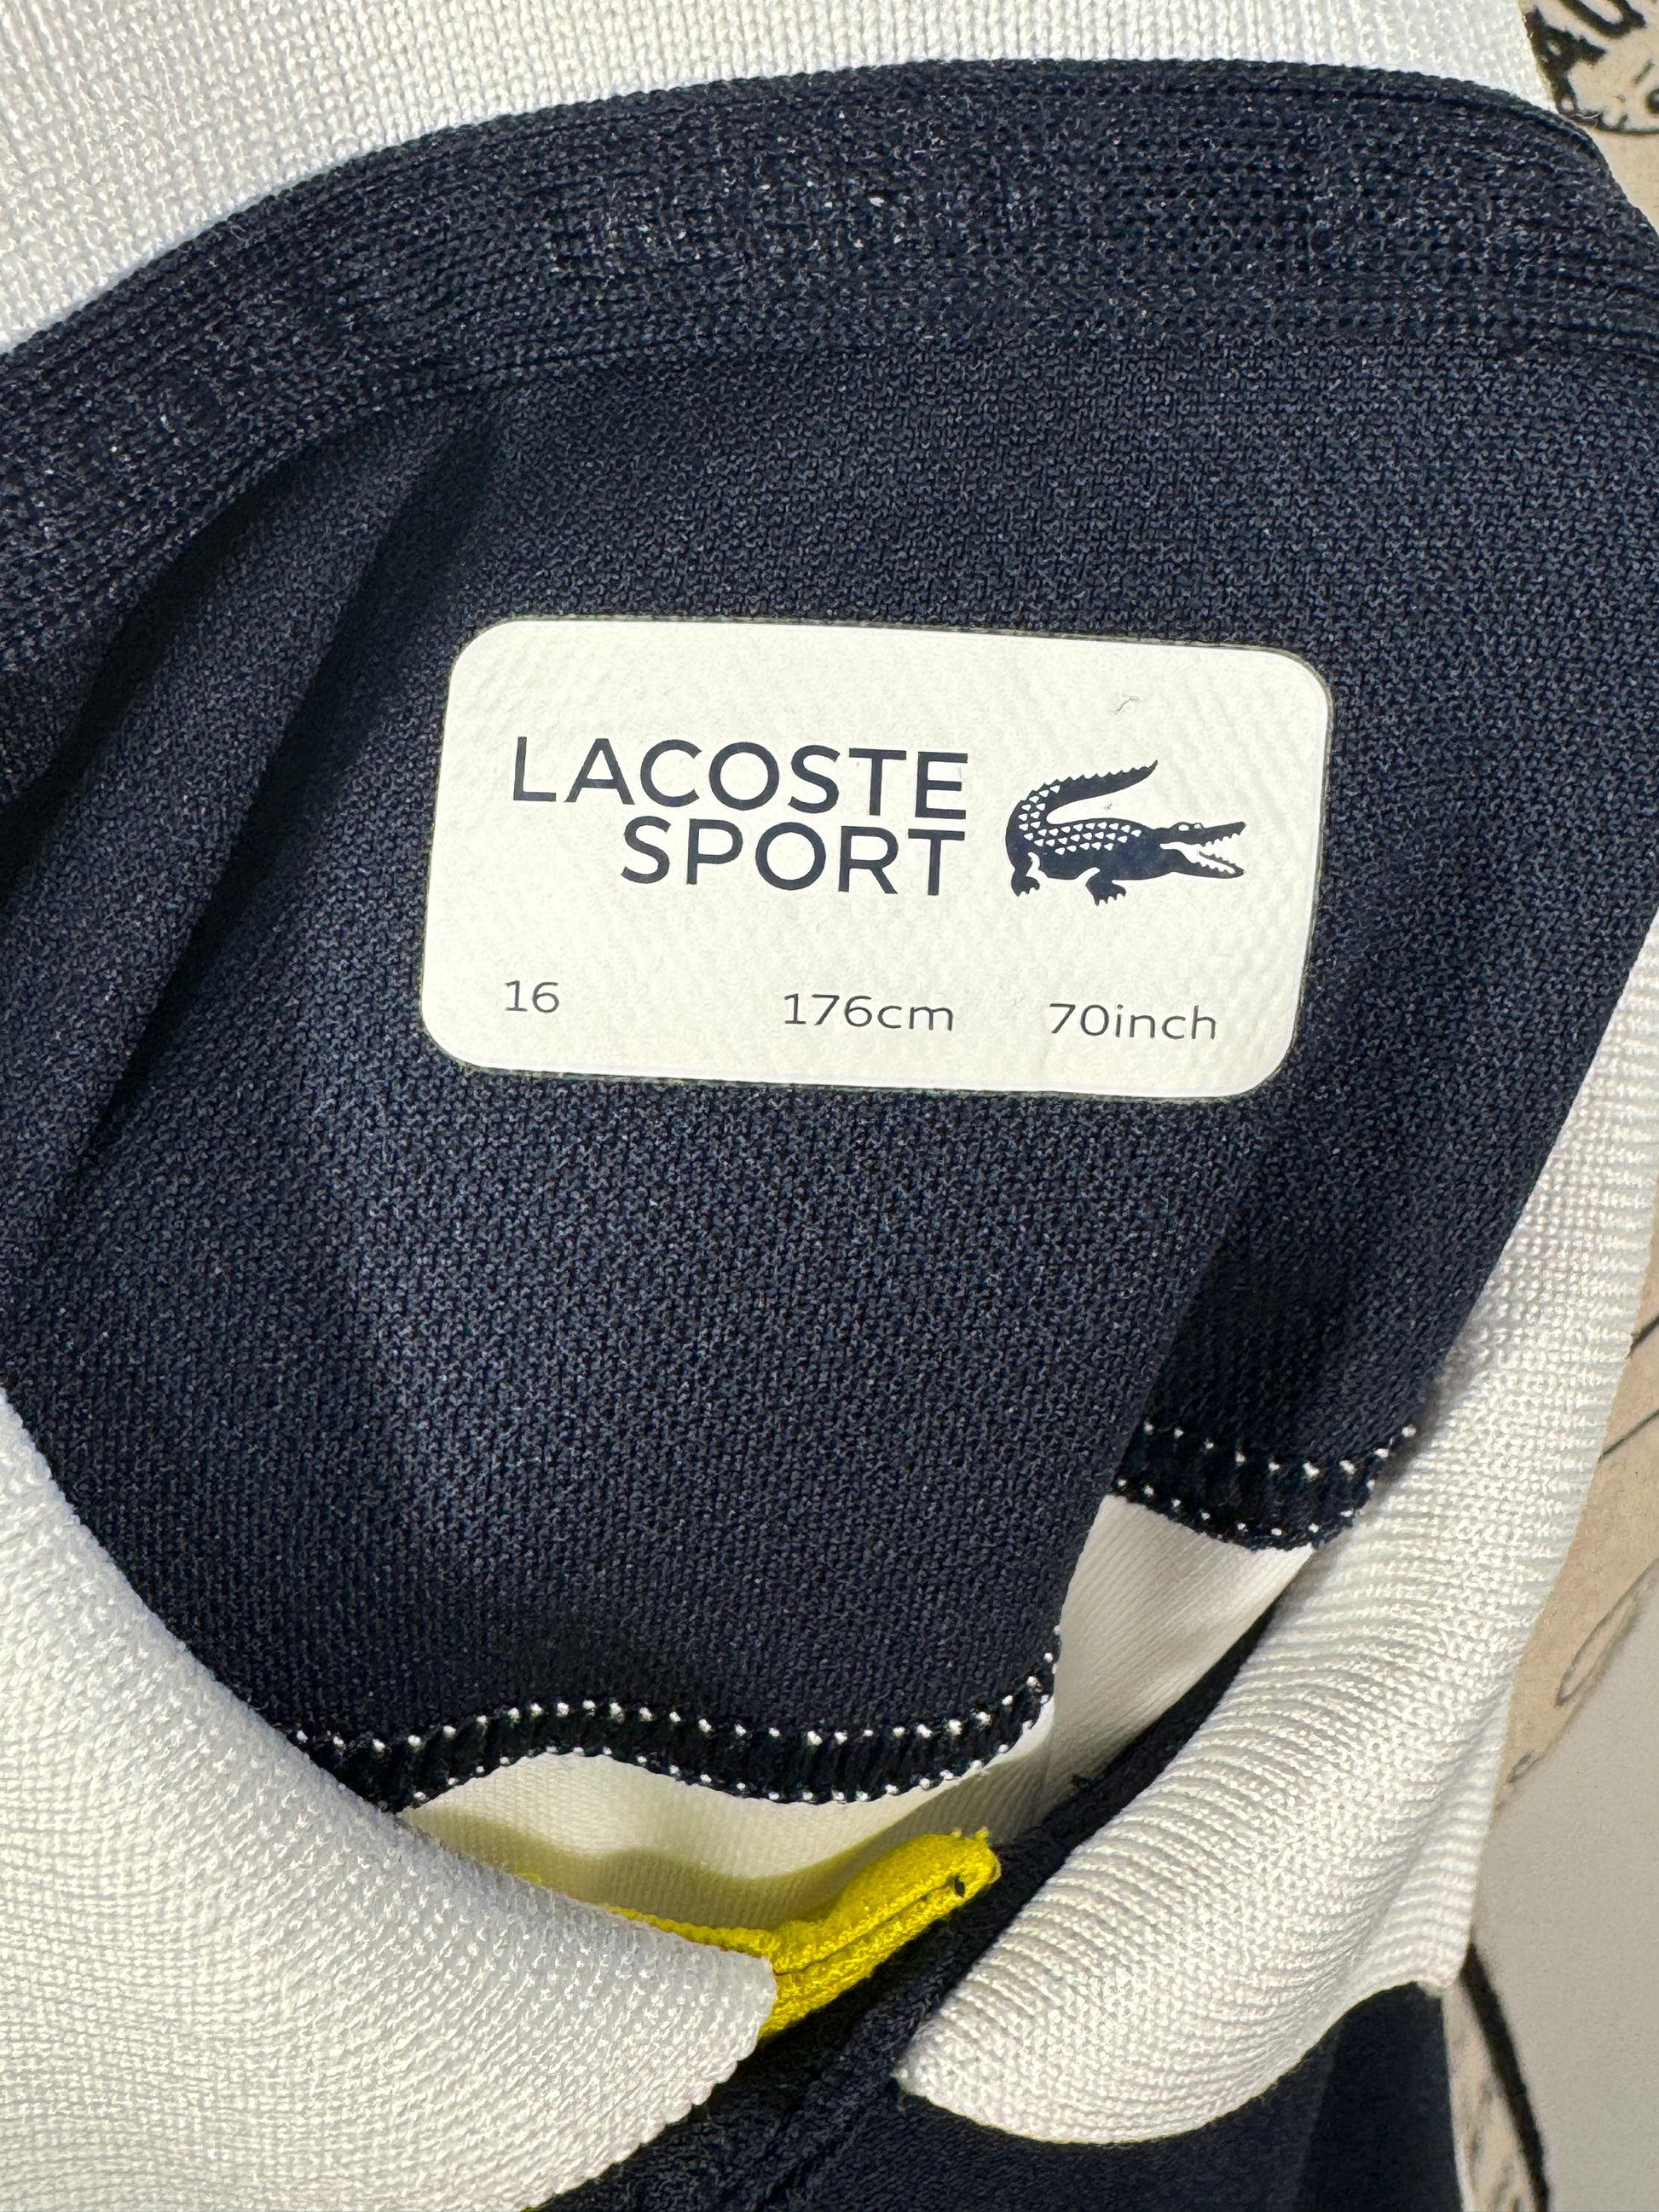 LACOSTE
SPORT
16 176cm 70inch